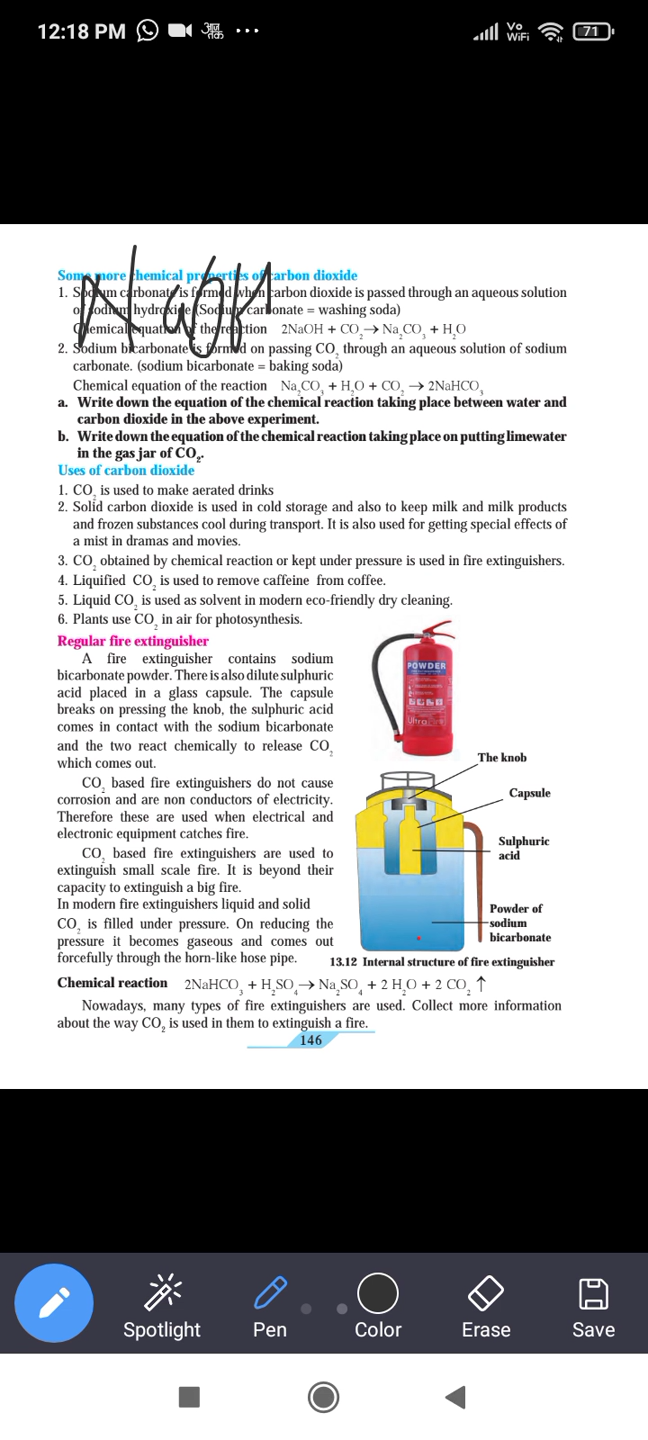 12:18 PM आज तक ... Vo WiFi 71
Some more chemical properties of carbon dioxide
1. Sodium carbonate is formed when carbon dioxide is passed through an aqueous solution
of sodium hydroxide (Sodium carbonate = washing soda)
Chemical equation of the reaction 2NaOH + CO₂ → Na₂CO₃ + H₂O
NaOH
2. Sodium bicarbonate is formed on passing CO₂ through an aqueous solution of sodium
carbonate. (sodium bicarbonate = baking soda)
Chemical equation of the reaction Na₂CO₃ + H₂O + CO₂ → 2NaHCO₃
a. Write down the equation of the chemical reaction taking place between water and
carbon dioxide in the above experiment.
b. Write down the equation of the chemical reaction taking place on putting limewater
in the gas jar of CO₂.
Uses of carbon dioxide
1. CO₂ is used to make aerated drinks
2. Solid carbon dioxide is used in cold storage and also to keep milk and milk products
and frozen substances cool during transport. It is also used for getting special effects of
a mist in dramas and movies.
3. CO₂ obtained by chemical reaction or kept under pressure is used in fire extinguishers.
4. Liquified CO₂ is used to remove caffeine from coffee.
5. Liquid CO₂ is used as solvent in modern eco-friendly dry cleaning.
6. Plants use CO₂ in air for photosynthesis.
Regular fire extinguisher
A fire extinguisher contains sodium
bicarbonate powder. There is also dilute sulphuric
acid placed in a glass capsule. The capsule
breaks on pressing the knob, the sulphuric acid
comes in contact with the sodium bicarbonate
and the two react chemically to release CO₂
which comes out.
CO₂ based fire extinguishers do not cause
corrosion and are non conductors of electricity.
Therefore these are used when electrical and
electronic equipment catches fire.
CO₂ based fire extinguishers are used to
extinguish small scale fire. It is beyond their
capacity to extinguish a big fire.
In modern fire extinguishers liquid and solid
CO₂ is filled under pressure. On reducing the
pressure it becomes gaseous and comes out
forcefully through the horn-like hose pipe.
POWDER
The knob
Capsule
Sulphuric
acid
Powder of
sodium
bicarbonate
13.12 Internal structure of fire extinguisher
Chemical reaction 2NaHCO₃ + H₂SO₄ → Na₂SO₄ + 2 H₂O + 2 CO₂ ↑
Nowadays, many types of fire extinguishers are used. Collect more information
about the way CO₂ is used in them to extinguish a fire.
146
Spotlight Pen Color Erase Save